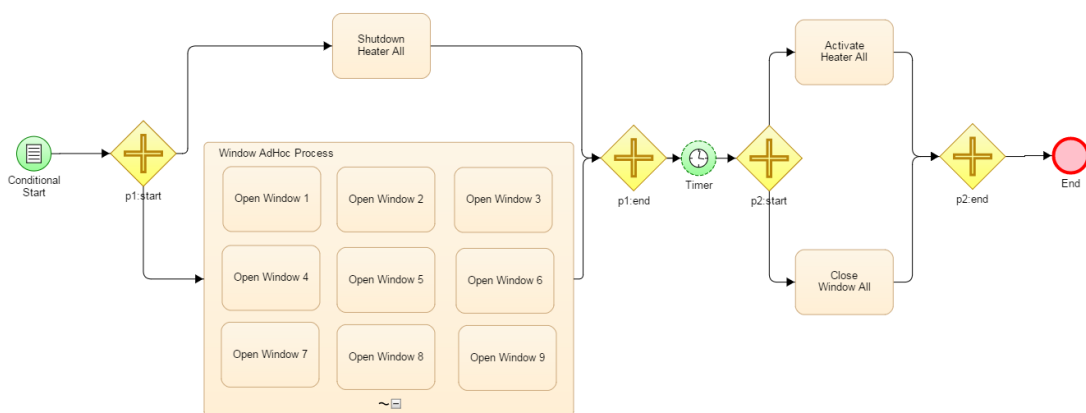 Shutdown
Heater All
Activate
Heater All
Conditional
Start
p1:start
Window AdHoc Process
Open Window 1
Open Window 2
Open Window 3
Open Window 4
Open Window 5
Open Window 6
Open Window 7
Open Window 8
Open Window 9
p1:end
Timer
p2:start
Close
Window All
p2:end
End